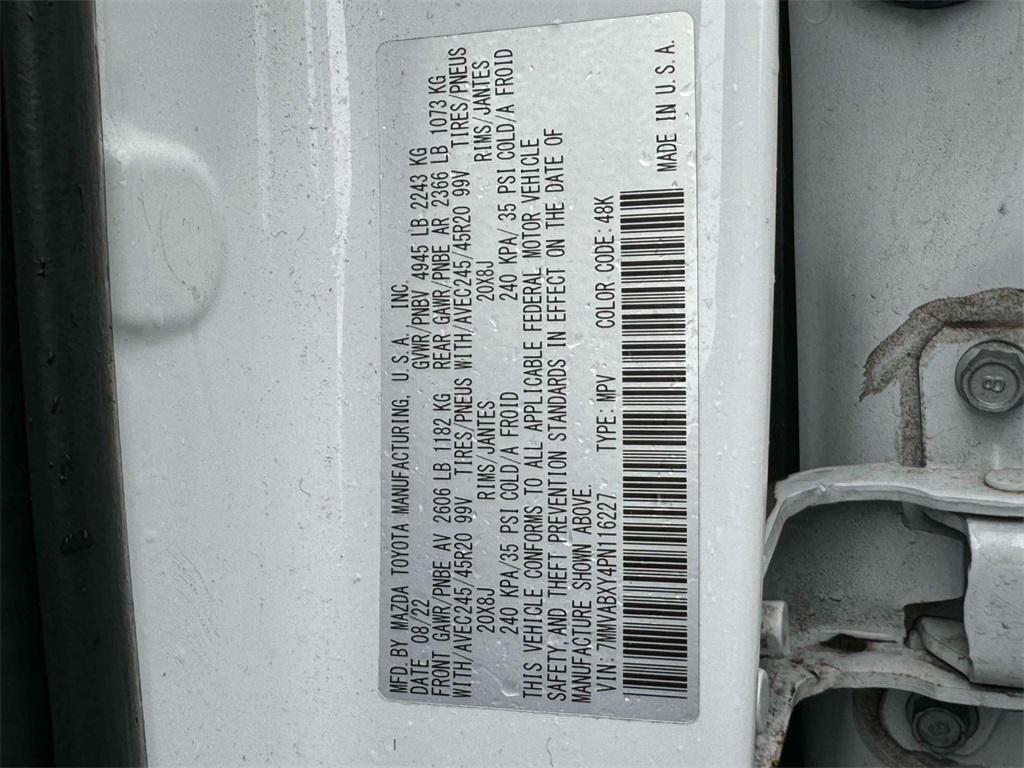 MFD. BY MAZDA TOYOTA MANUFACTURING, U.S.A., INC.
DATE 08/22 GVWR/PNBV 4945 LB 2243 KG
FRONT GAWR/PNBE AV 2606 LB 1182 KG REAR GAWR/PNBE AR 2366 LB 1073 KG
WITH/AVEC245/45R20 99V TIRES/PNEUS WITH/AVEC245/45R20 99V TIRES/PNEUS
20X8J RIMS/JANTES 20X8J RIMS/JANTES
240 KPA/35 PSI COLD/A FROID 240 KPA/ 35 PSI COLD/A FROID
THIS VEHICLE CONFORMS TO ALL APPLICABLE FEDERAL MOTOR VEHICLE
SAFETY,AND THEFT PREVENTION STANDARDS IN EFFECT ON THE DATE OF
MANUFACTURE SHOWN ABOVE.
VIN: 7MMVABXY4PN116227 TYPE: MPV COLOR CODE: 48K
MADE IN U.S.A.
8